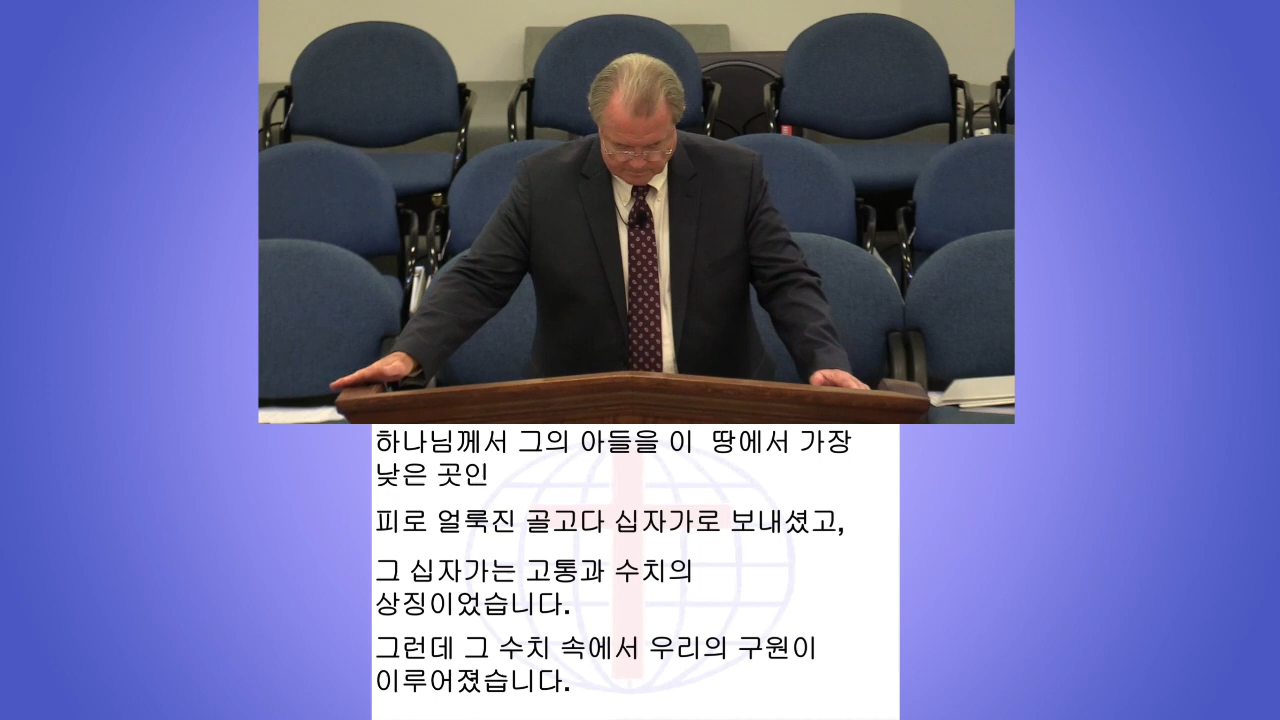 하나님께서 그의 아들을 이  땅에서 가장
낮은 곳인
피로 얼룩진 골고다 십자가로 보내셨고,
그 십자가는 고통과 수치의
상징이었습니다.
그런데 그 수치 속에서 우리의 구원이
이루어졌습니다.